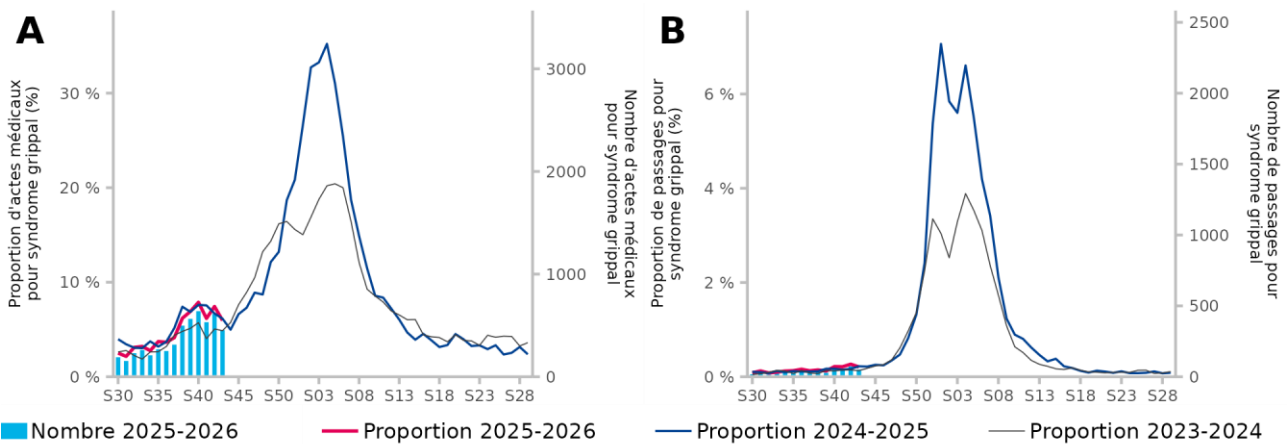 A
Proportion d'actes médicaux
pour syndrome grippal (%)
30 %
20 %
10 %
0 %
3000
2000
1000
0
Nombre d'actes médicaux
pour syndrome grippal
S30 S35 S40 S45 S50 S03 S08 S13 S18 S23 S28
B
Proportion de passages pour
syndrome grippal (%)
6 %
4 %
2 %
0 %
2500
2000
1500
1000
500
0
Nombre de passages pour
syndrome grippal
S30 S35 S40 S45 S50 S03 S08 S13 S18 S23 S28
Nombre 2025-2026 Proportion 2025-2026 Proportion 2024-2025 Proportion 2023-2024